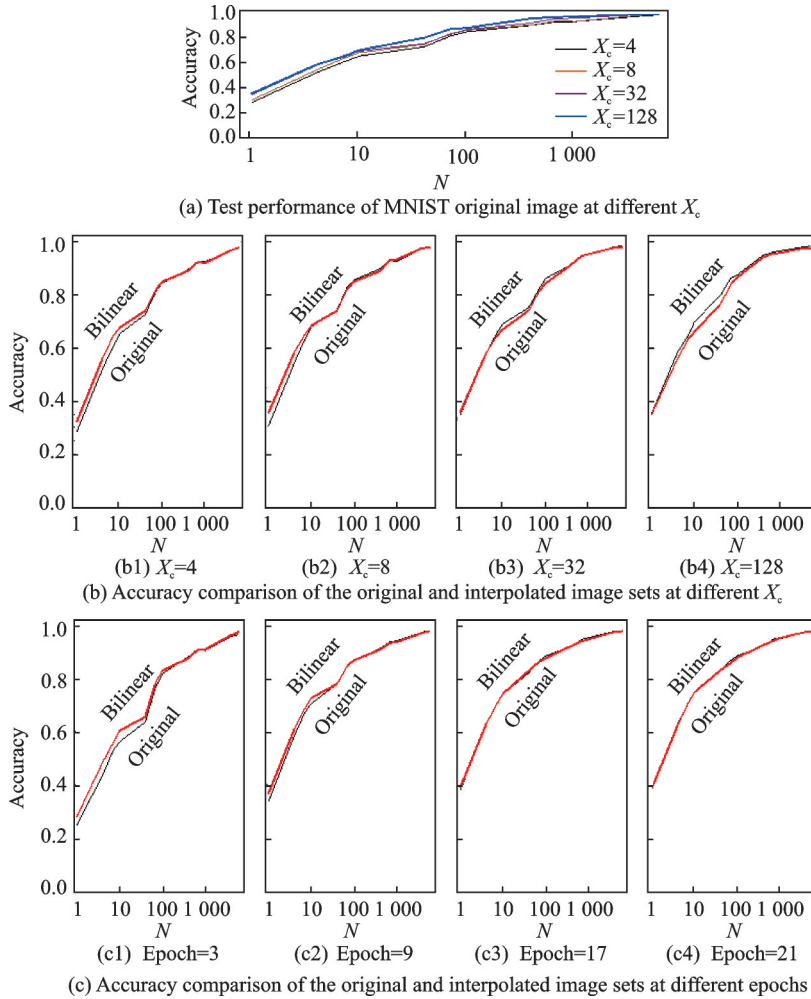 1.0
0.8
0.6
0.4
0.2
0.0
Accuracy
Xc=4
Xc=8
Xc=32
Xc=128
1 10 100 1 000
N
(a) Test performance of MNIST original image at different Xc
1.0
0.8
0.6
0.4
0.2
0.0
Accuracy
Bilinear
Original
Bilinear
Original
Bilinear
Original
Bilinear
Original
1 10 100 1 000
1 10 100 1 000
1 10 100 1 000
1 10 100 1 000
N
N
N
N
(b1) Xc=4
(b2) Xc=8
(b3) Xc=32
(b4) Xc=128
(b) Accuracy comparison of the original and interpolated image sets at different Xc
1.0
0.8
0.6
0.4
0.2
0.0
Accuracy
Bilinear
Original
Bilinear
Original
Bilinear
Original
Bilinear
Original
1 10 100 1 000
1 10 100 1 000
1 10 100 1 000
1 10 100 1 000
N
N
N
N
(c1) Epoch=3
(c2) Epoch=9
(c3) Epoch=17
(c4) Epoch=21
(c) Accuracy comparison of the original and interpolated image sets at different epochs